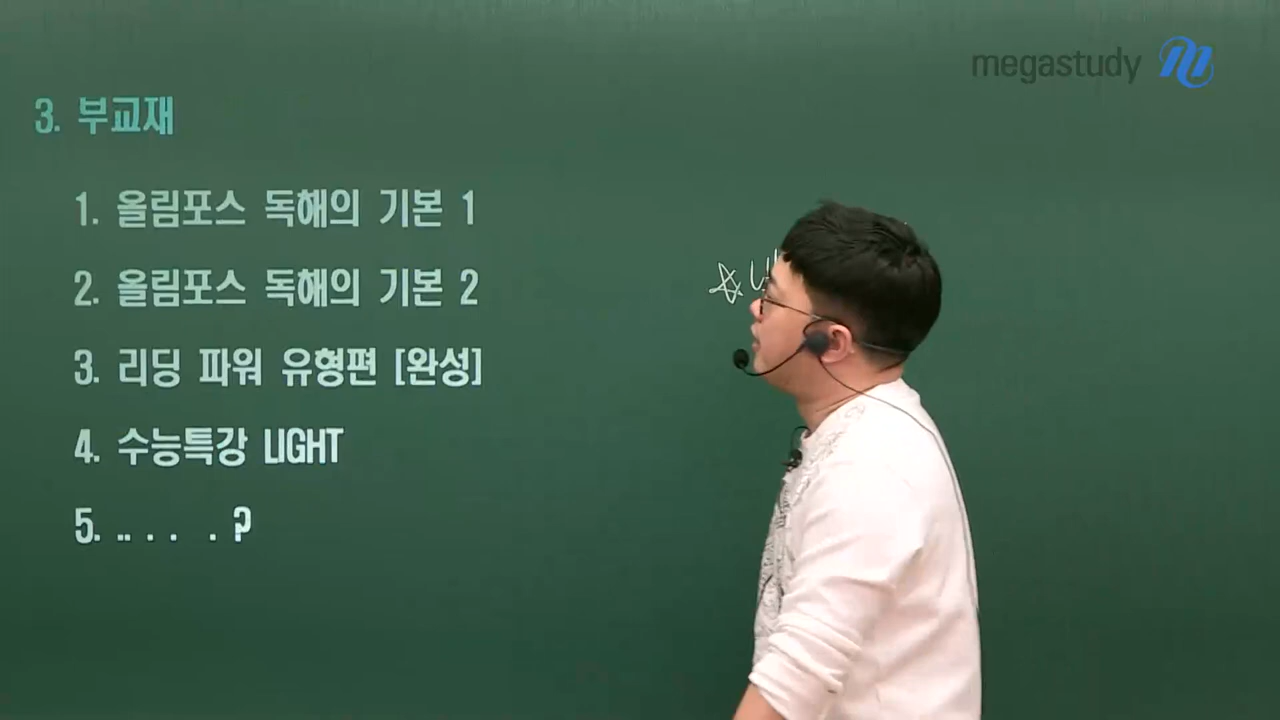 megastudy
3. 부교재
1. 올림포스 독해의 기본 1
2. 올림포스 독해의 기본 2
3. 리딩 파워 유형편 [완성]
4. 수능특강 LIGHT
5. .. . . . ?